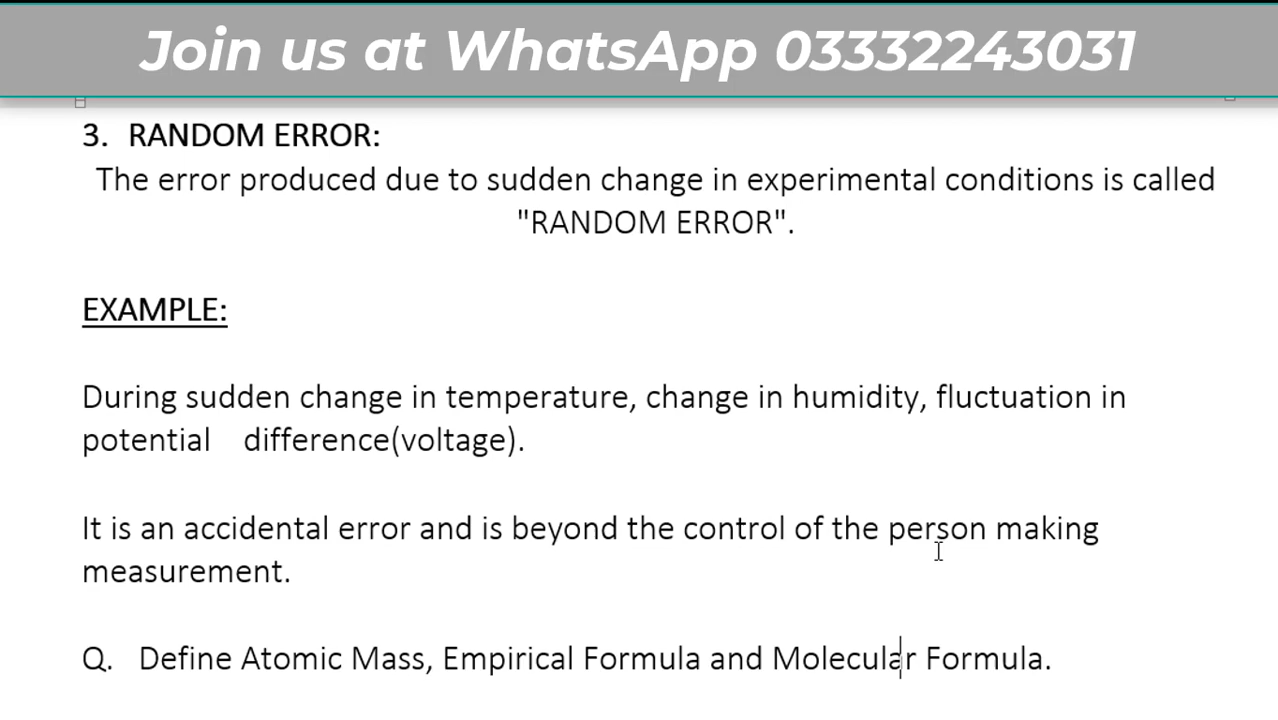 Join us at WhatsApp 03332243031
3. RANDOM ERROR:
The error produced due to sudden change in experimental conditions is called
"RANDOM ERROR".
EXAMPLE:
During sudden change in temperature, change in humidity, fluctuation in
potential difference(voltage).
It is an accidental error and is beyond the control of the person making
measurement.
Q. Define Atomic Mass, Empirical Formula and Molecular Formula.